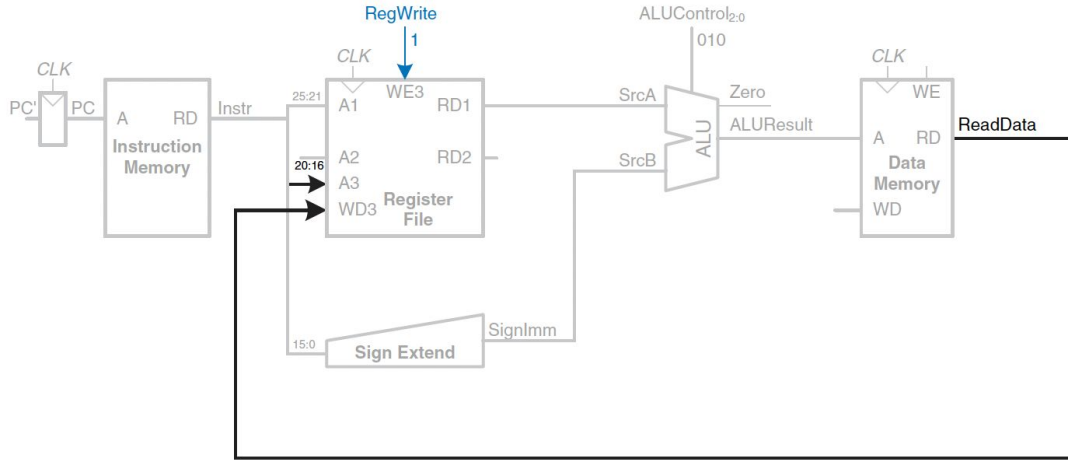 RegWrite
1
ALUControl2:0
010
CLK
PC'
PC
A
RD
Instruction
Memory
Instr
25:21
20:16
15:0
CLK
WE3
A1
RD1
A2
RD2
A3
WD3
Register
File
Sign Extend
SignImm
SrcA
SrcB
ALU
Zero
ALUResult
CLK
WE
A
RD
Data
Memory
WD
ReadData